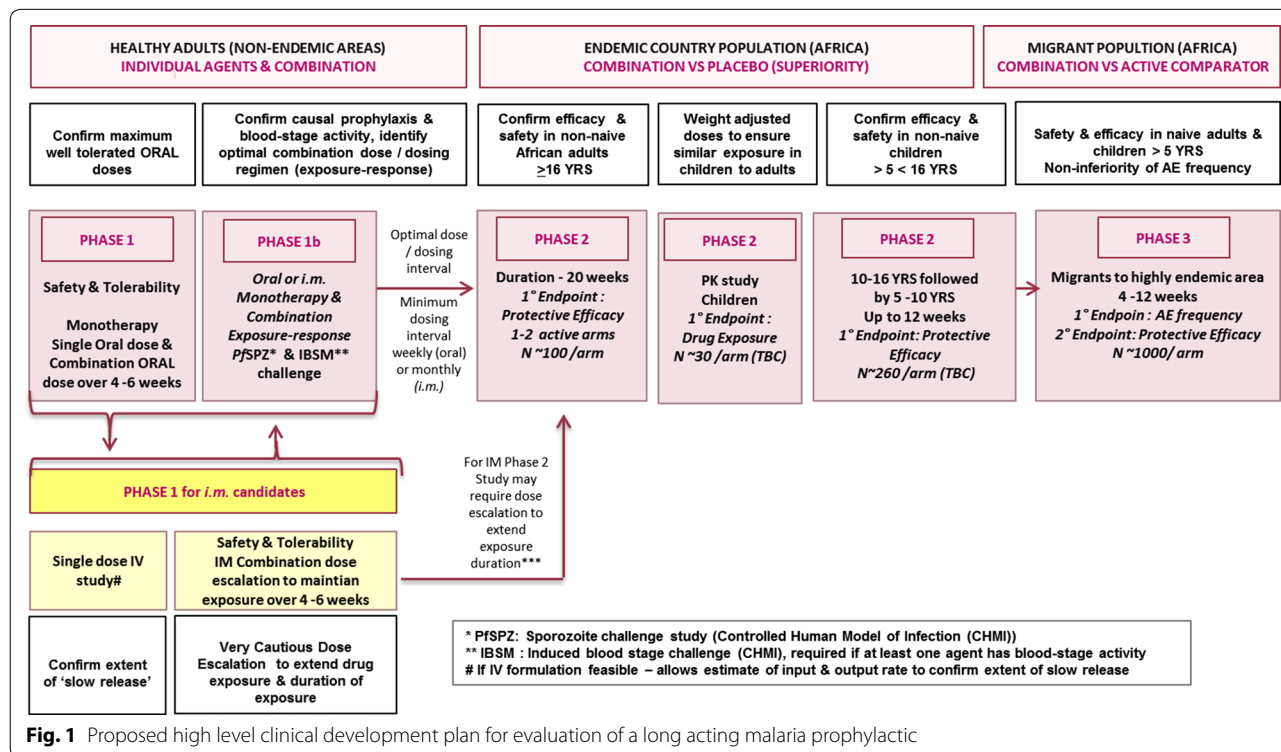 HEALTHY ADULTS (NON-ENDEMIC AREAS)
INDIVIDUAL AGENTS & COMBINATION
ENDEMIC COUNTRY POPULATION (AFRICA)
COMBINATION VS PLACEBO (SUPERIORITY)
MIGRANT POPULTION (AFRICA)
COMBINATION VS ACTIVE COMPARATOR
Confirm maximum
well tolerated ORAL
doses
Confirm causal prophylaxis &
blood-stage activity, identify
optimal combination dose / dosing
regimen (exposure-response)
Confirm efficacy &
safety in non-naive
African adults
≥16 YRS
Weight adjusted
doses to ensure
similar exposure in
children to adults
Confirm efficacy &
safety in non-naive
children
> 5 < 16 YRS
Safety & efficacy in naive adults &
children > 5 YRS
Non-inferiority of AE frequency
PHASE 1
Safety & Tolerability
Monotherapy
Single Oral dose &
Combination ORAL
dose over 4 -6 weeks
PHASE 1b
Oral or i.m.
Monotherapy &
Combination
Exposure-response
PfSPZ* & IBSM**
challenge
Optimal dose
/ dosing
interval
Minimum
dosing
interval
weekly (oral)
or monthly
(i.m.)
PHASE 2
Duration - 20 weeks
1° Endpoint :
Protective Efficacy
1-2 active arms
N ~100 /arm
PHASE 2
PK study
Children
1° Endpoint :
Drug Exposure
N ~30 /arm (TBC)
PHASE 2
10-16 YRS followed
by 5 -10 YRS
Up to 12 weeks
1° Endpoint: Protective
Efficacy
N~260 /arm (TBC)
PHASE 3
Migrants to highly endemic area
4 -12 weeks
1° Endpoin : AE frequency
2° Endpoint: Protective Efficacy
N ~1000/ arm
PHASE 1 for i.m. candidates
Single dose IV
study#
Safety & Tolerability
IM Combination dose
escalation to maintian
exposure over 4 -6 weeks
For IM Phase 2
Study may
require dose
escalation to
extend
exposure
duration***
Confirm extent
of ‘slow release’
Very Cautious Dose
Escalation to extend drug
exposure & duration of
exposure
* PfSPZ: Sporozoite challenge study (Controlled Human Model of Infection (CHMI))
** IBSM : Induced blood stage challenge (CHMI), required if at least one agent has blood-stage activity
# If IV formulation feasible – allows estimate of input & output rate to confirm extent of slow release
Fig. 1 Proposed high level clinical development plan for evaluation of a long acting malaria prophylactic